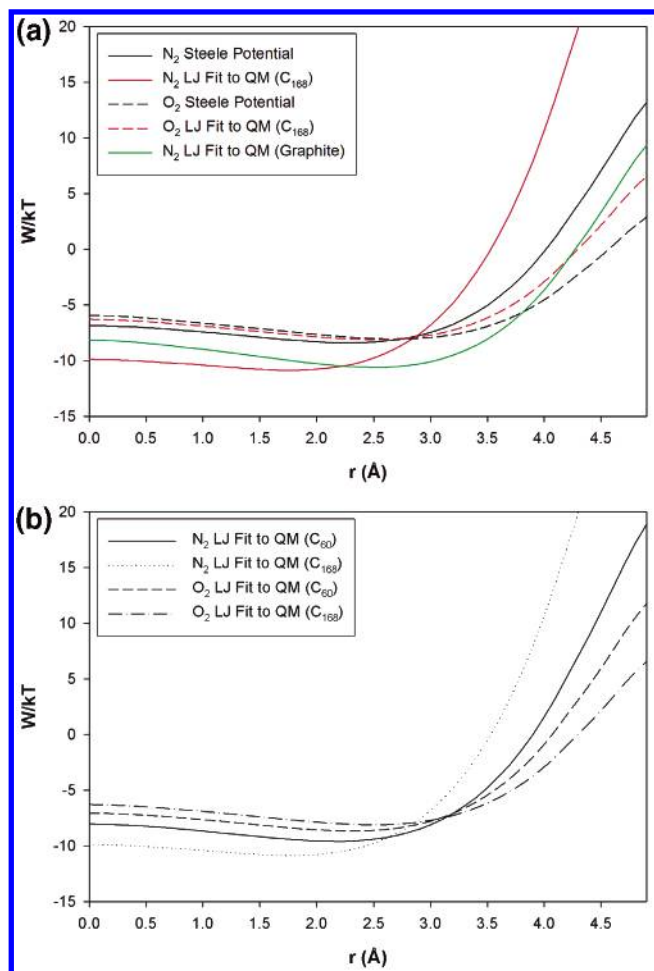 (a)
20
15
10
5
0
-5
-10
-15
W/kT
N₂ Steele Potential
N₂ LJ Fit to QM (C₁₆₈)
O₂ Steele Potential
O₂ LJ Fit to QM (C₁₆₈)
N₂ LJ Fit to QM (Graphite)
0.0 0.5 1.0 1.5 2.0 2.5 3.0 3.5 4.0 4.5
r (Å)
(b)
20
15
10
5
0
-5
-10
-15
W/kT
N₂ LJ Fit to QM (C₆₀)
N₂ LJ Fit to QM (C₁₆₈)
O₂ LJ Fit to QM (C₆₀)
O₂ LJ Fit to QM (C₁₆₈)
0.0 0.5 1.0 1.5 2.0 2.5 3.0 3.5 4.0 4.5
r (Å)